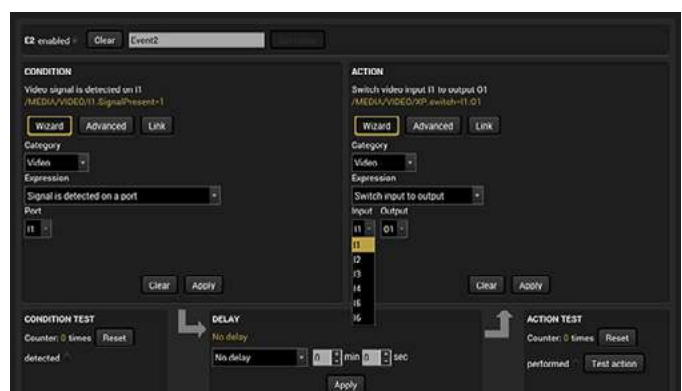 E2 enabled Clear Event2
CONDITION
Video signal is detected on I1
/MEDIA/VIDEO/I1.SignalPresent=1
Wizard Advanced Link
Category
Video
Expression
Signal is detected on a port
Port
I1
Clear Apply
ACTION
Switch video input I1 to output O1
/MEDIA/VIDEO/XP.switch=I1:O1
Wizard Advanced Link
Category
Video
Expression
Switch input to output
Input Output
I1 O1
I1
I2
I3
I4
I5
I6
Clear Apply
CONDITION TEST
Counter: 0 times Reset
detected
DELAY
No delay
No delay 0 min 0 sec
Apply
ACTION TEST
Counter: 0 times Reset
performed Test action